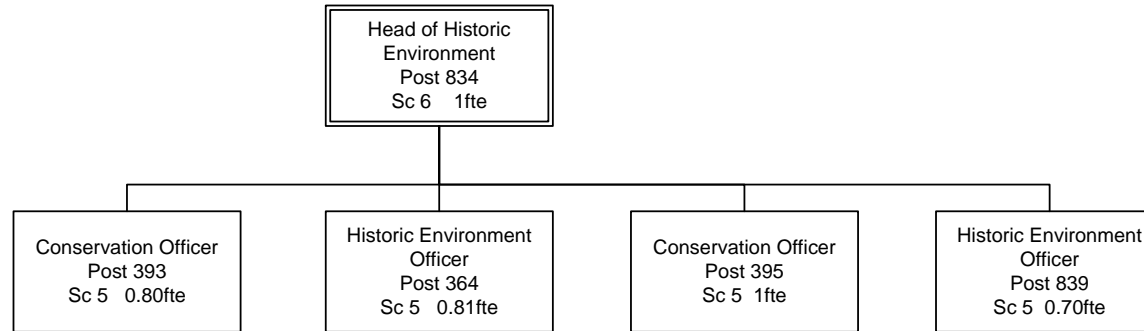 Head of Historic
Environment
Post 834
Sc 6 1fte
Conservation Officer
Post 393
Sc 5 0.80fte
Historic Environment
Officer
Post 364
Sc 5 0.81fte
Conservation Officer
Post 395
Sc 5 1fte
Historic Environment
Officer
Post 839
Sc 5 0.70fte